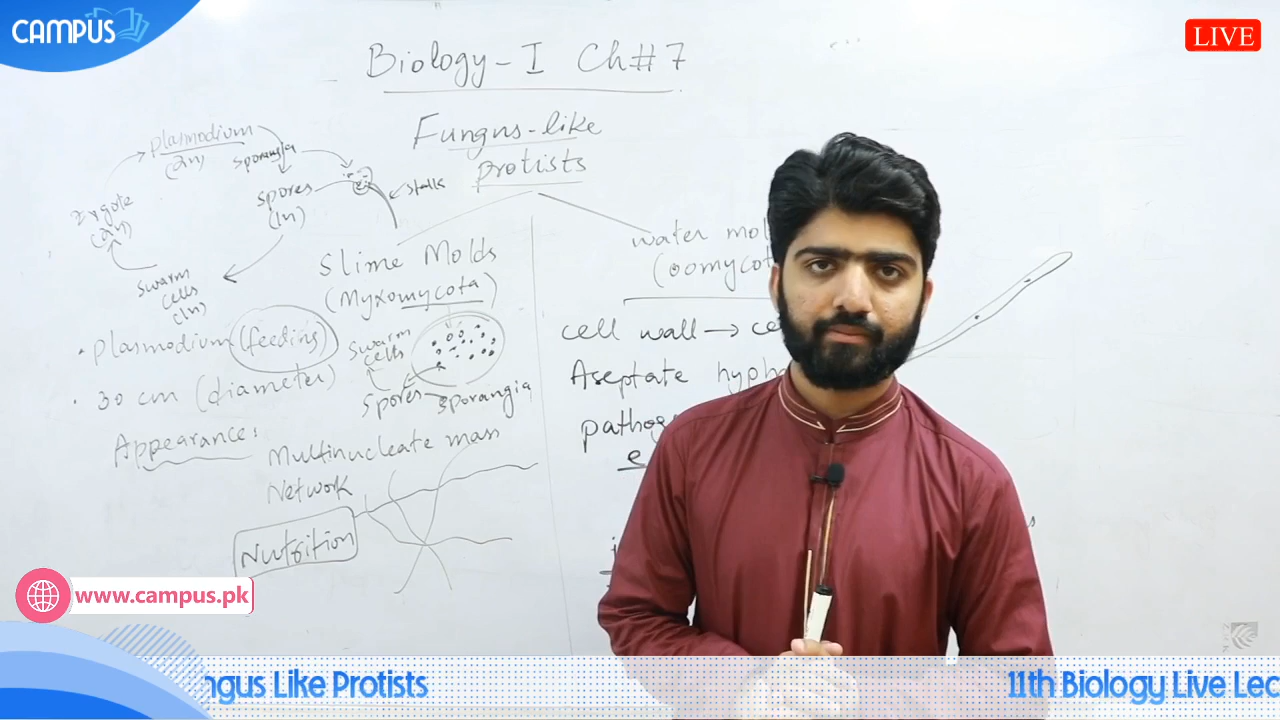 CAMPUS
LIVE
Biology-I Ch#7
Fungus-like
protists
plasmodium
(2n)
sporangia
spores
(1n)
stalk
Zygote
(2n)
swarm
cells
(1n)
Slime Molds
(Myxomycota)
plasmodium (feeding)
30 cm (diameter)
swarm
cells
spores
sporangia
Appearance:
Multinucleate mass
Network
Nutrition
water mol
(oomycot
cell wall → ce
Aseptate hyph
pathog
e
www.campus.pk
ngus Like Protists
11th Biology Live Lec